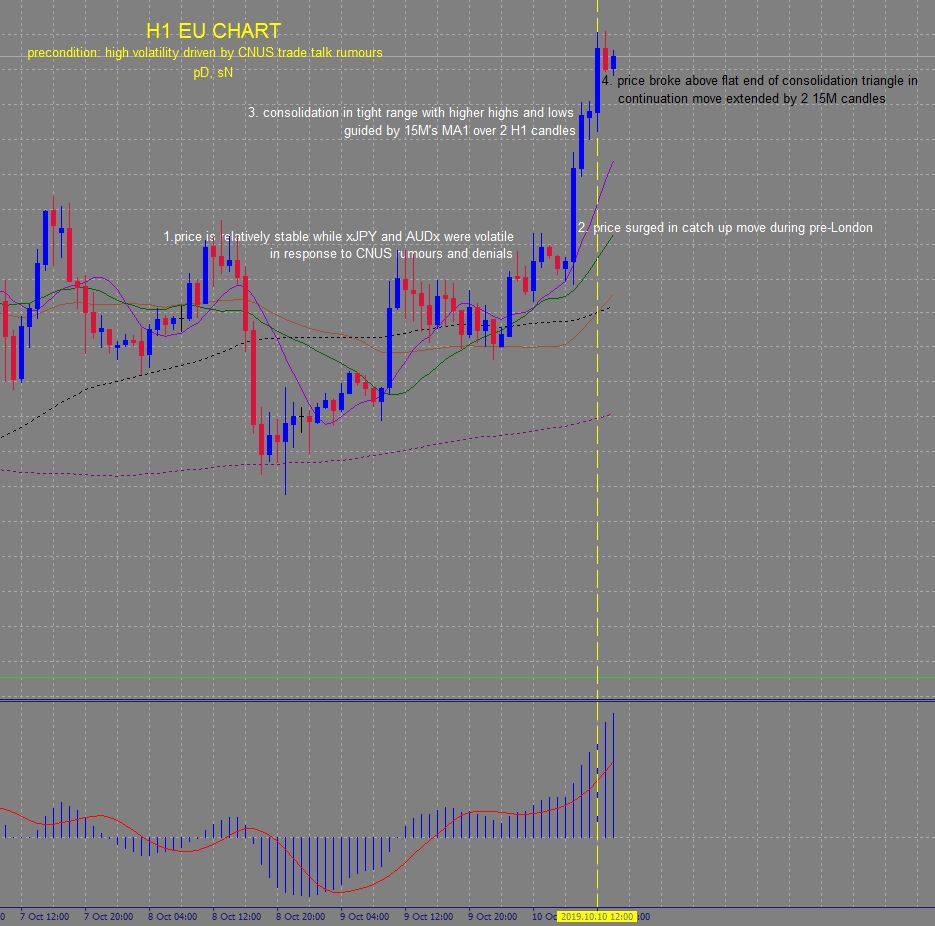 H1 EU CHART
precondition: high volatility driven by CNUS trade talk rumours
pD, sN
4. price broke above flat end of consolidation triangle in
continuation move extended by 2 15M candles
3. consolidation in tight range with higher highs and lows
guided by 15M's MA1 over 2 H1 candles
2. price surged in catch up move during pre-London
1.price is relatively stable while xJPY and AUDx were volatile
in response to CNUS rumours and denials
0 7 Oct 12:00 7 Oct 20:00 8 Oct 04:00 8 Oct 12:00 8 Oct 20:00 9 Oct 04:00 9 Oct 12:00 9 Oct 20:00 10 Oc 2019.10.10 12:00 :00